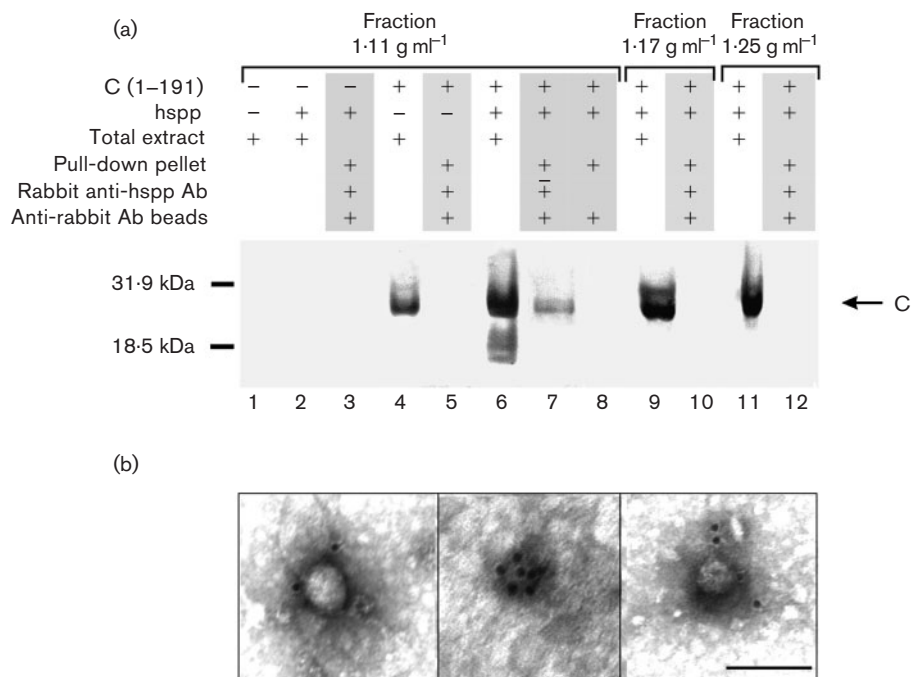 (a)
Fraction
1·11 g ml⁻¹
Fraction
1·17 g ml⁻¹
Fraction
1·25 g ml⁻¹
C (1–191) – – – + + + + + + + + +
hspp – + + – – + + + + + + +
Total extract + + + + + +
Pull-down pellet + + + + + +
Rabbit anti-hspp Ab + + – + + +
Anti-rabbit Ab beads + + + + + +
31·9 kDa
C
18·5 kDa
1 2 3 4 5 6 7 8 9 10 11 12
(b)